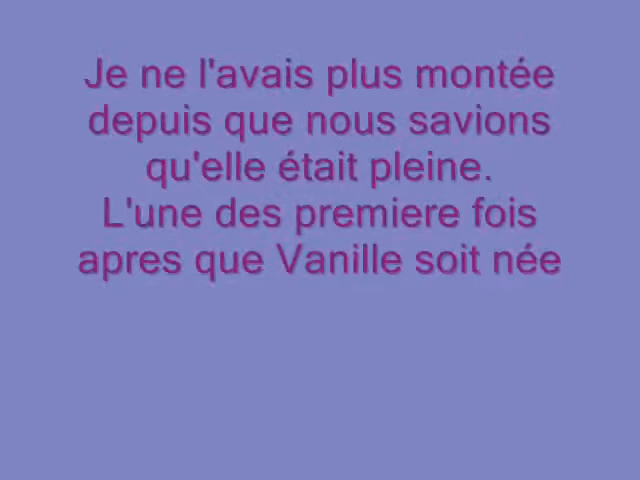 Je ne l'avais plus montée
depuis que nous savions
qu'elle était pleine.
L'une des premiere fois
apres que Vanille soit née